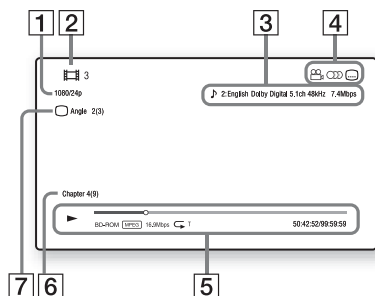 1 2 3 4
3
1080/24p
2:English Dolby Digital 5.1ch 48kHz 7.4Mbps
Angle 2(3)
Chapter 4(9)
BD-ROM MPEG 16.9Mbps T 50:42:52/99:59:59
7 6 5